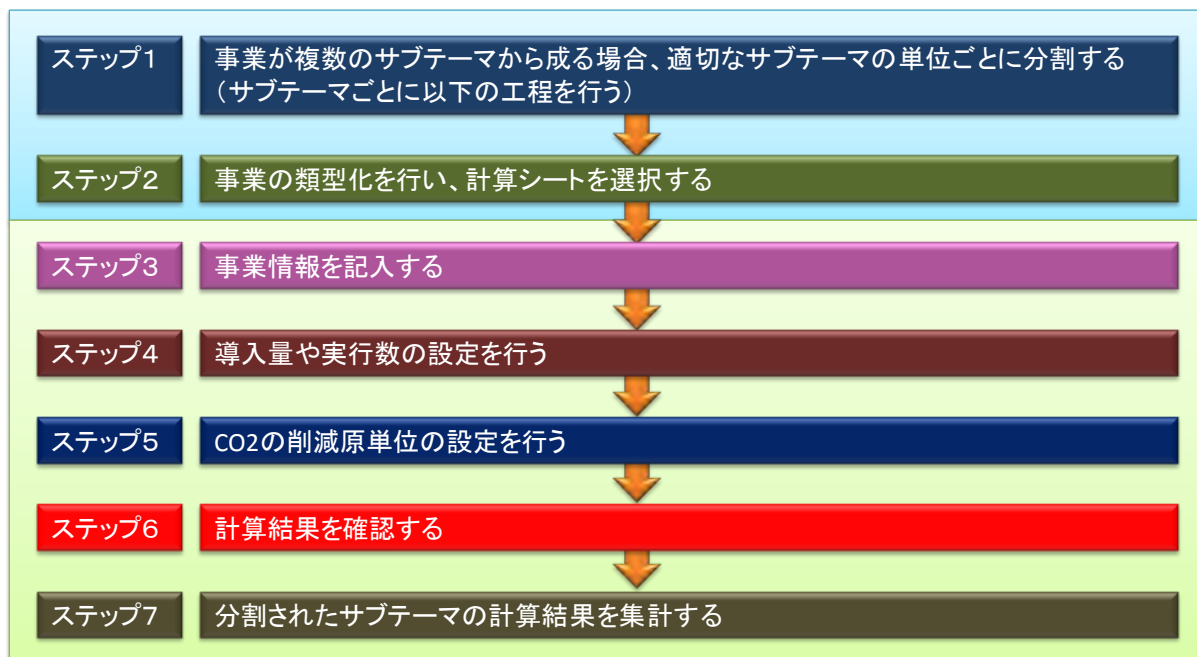 ステップ1
事業が複数のサブテーマから成る場合、適切なサブテーマの単位ごとに分割する
（サブテーマごとに以下の工程を行う）
ステップ2
事業の類型化を行い、計算シートを選択する
ステップ3
事業情報を記入する
ステップ4
導入量や実行数の設定を行う
ステップ5
CO2の削減原単位の設定を行う
ステップ6
計算結果を確認する
ステップ7
分割されたサブテーマの計算結果を集計する